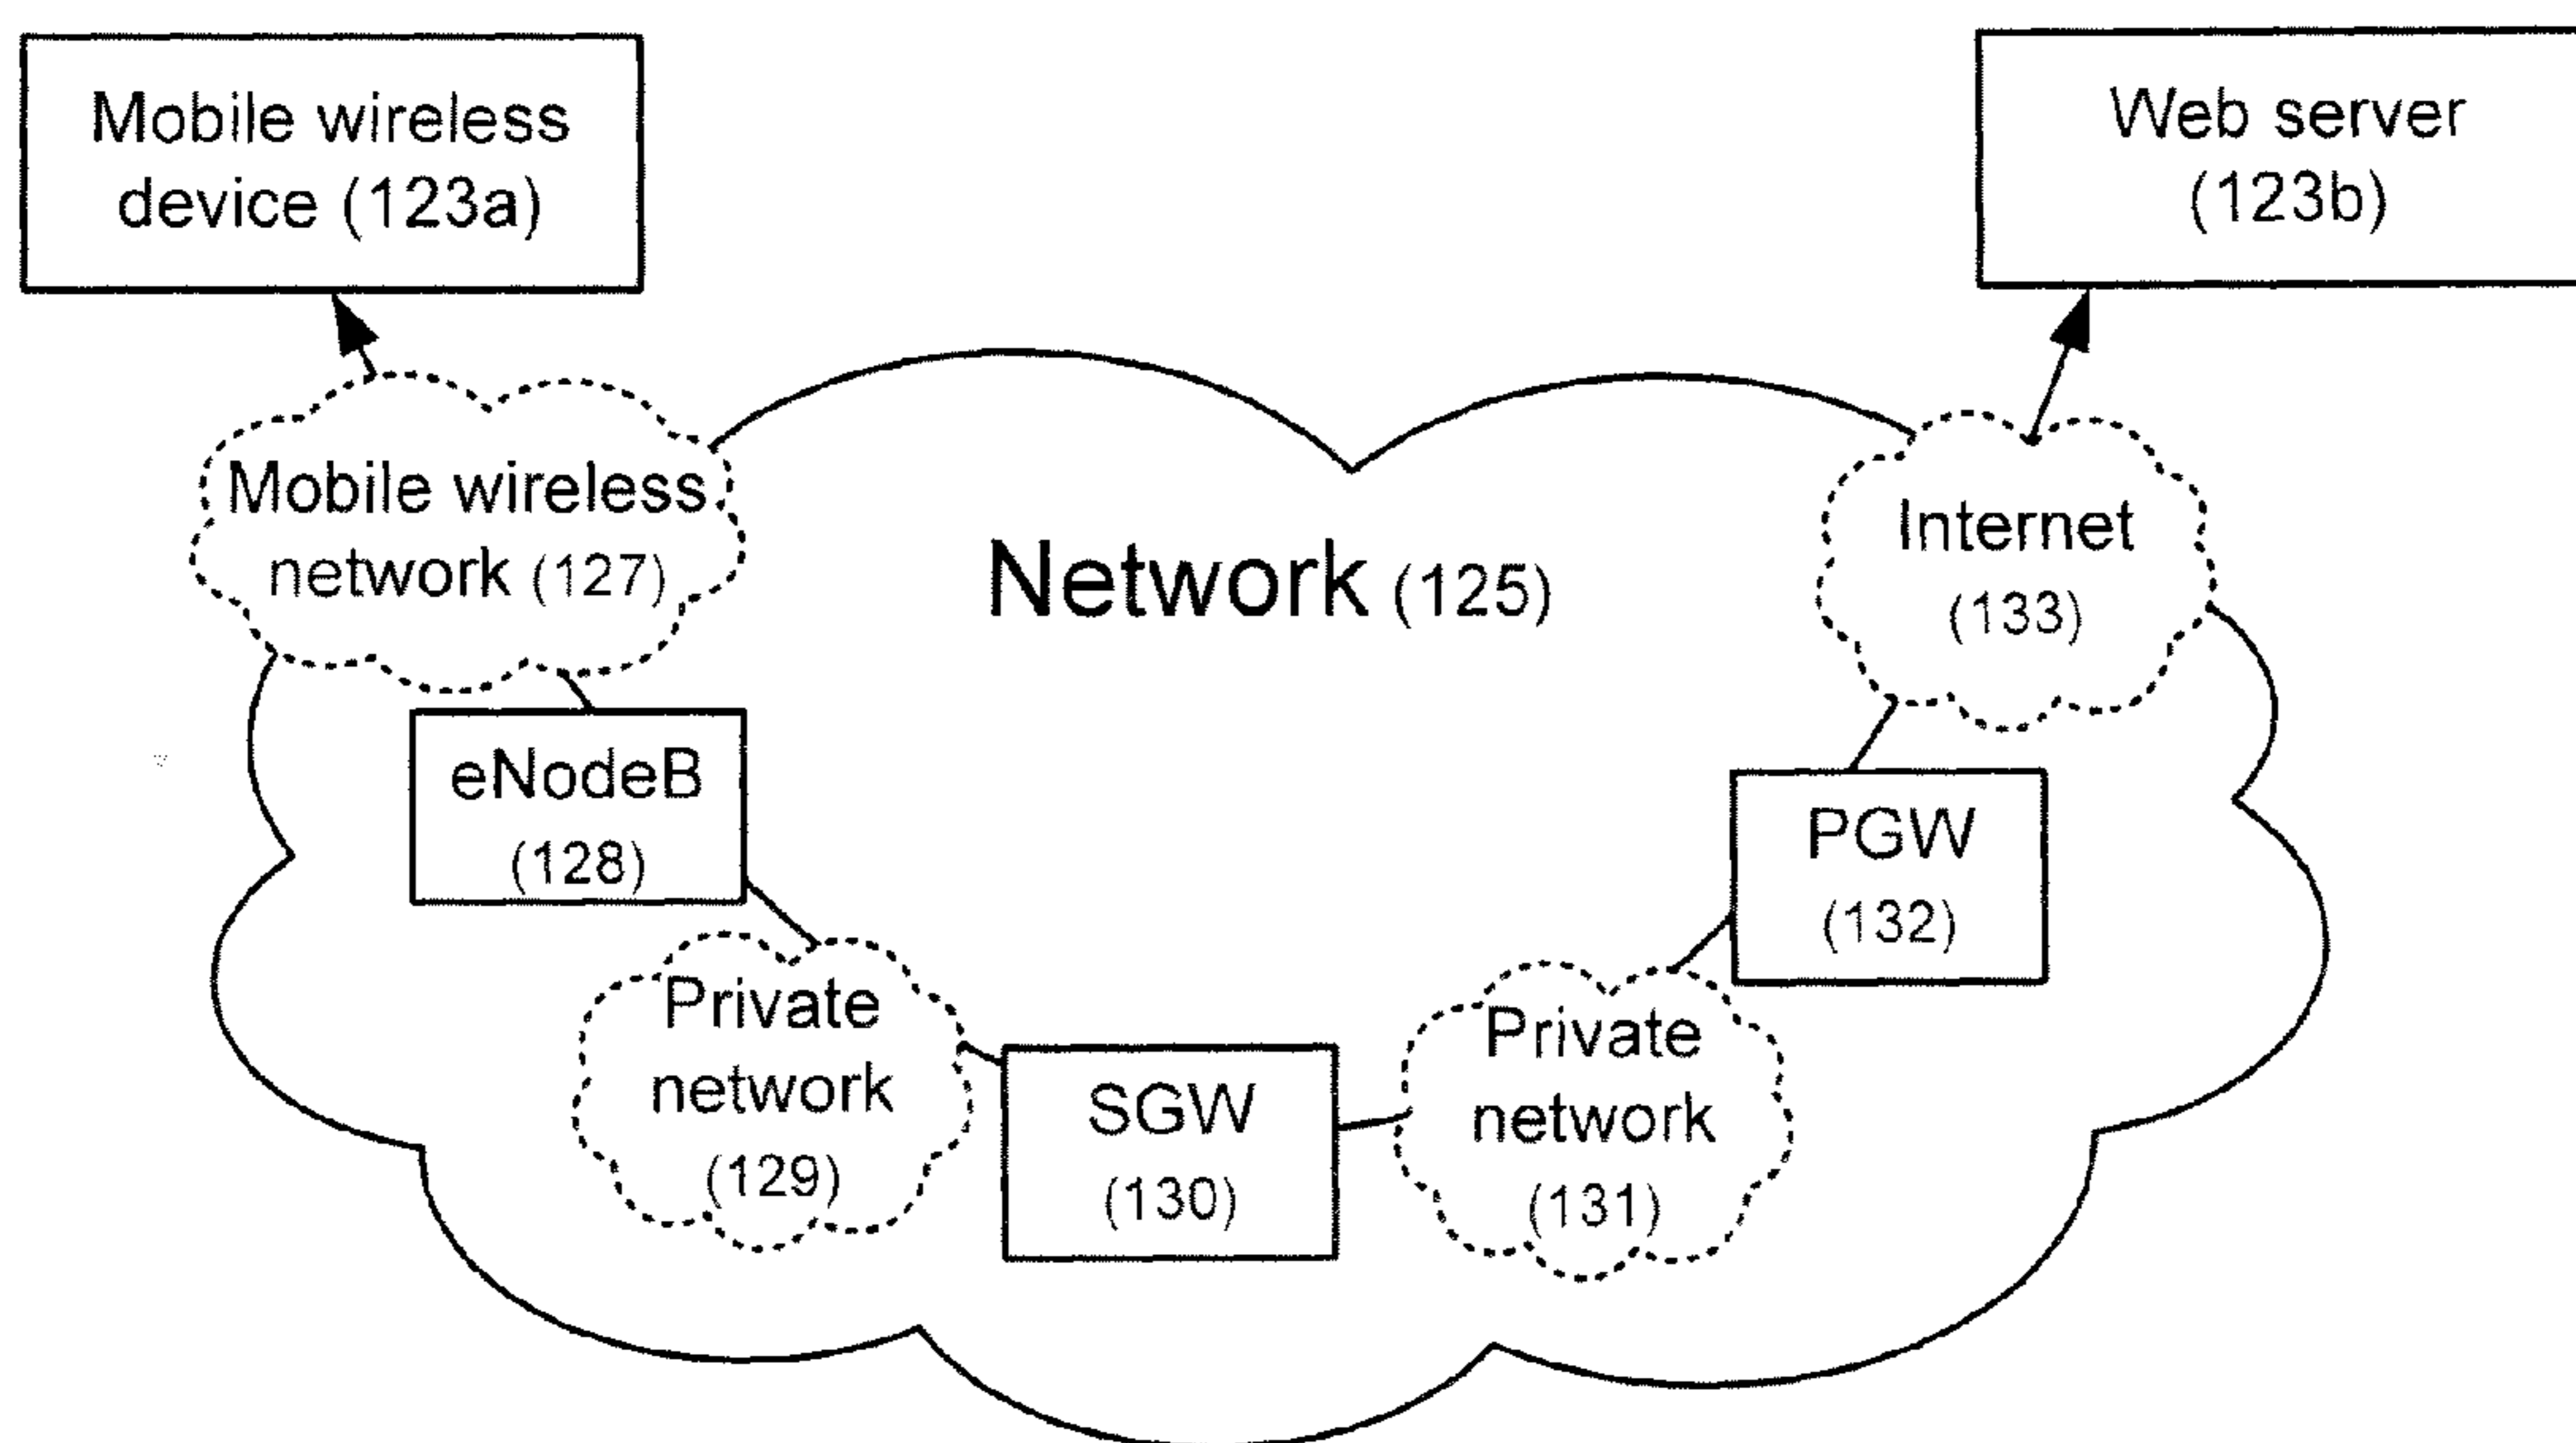 Mobile wireless
device (123a)
Web server
(123b)
Mobile wireless
network (127)
Network (125)
Internet
(133)
eNodeB
(128)
PGW
(132)
Private
network
(129)
SGW
(130)
Private
network
(131)